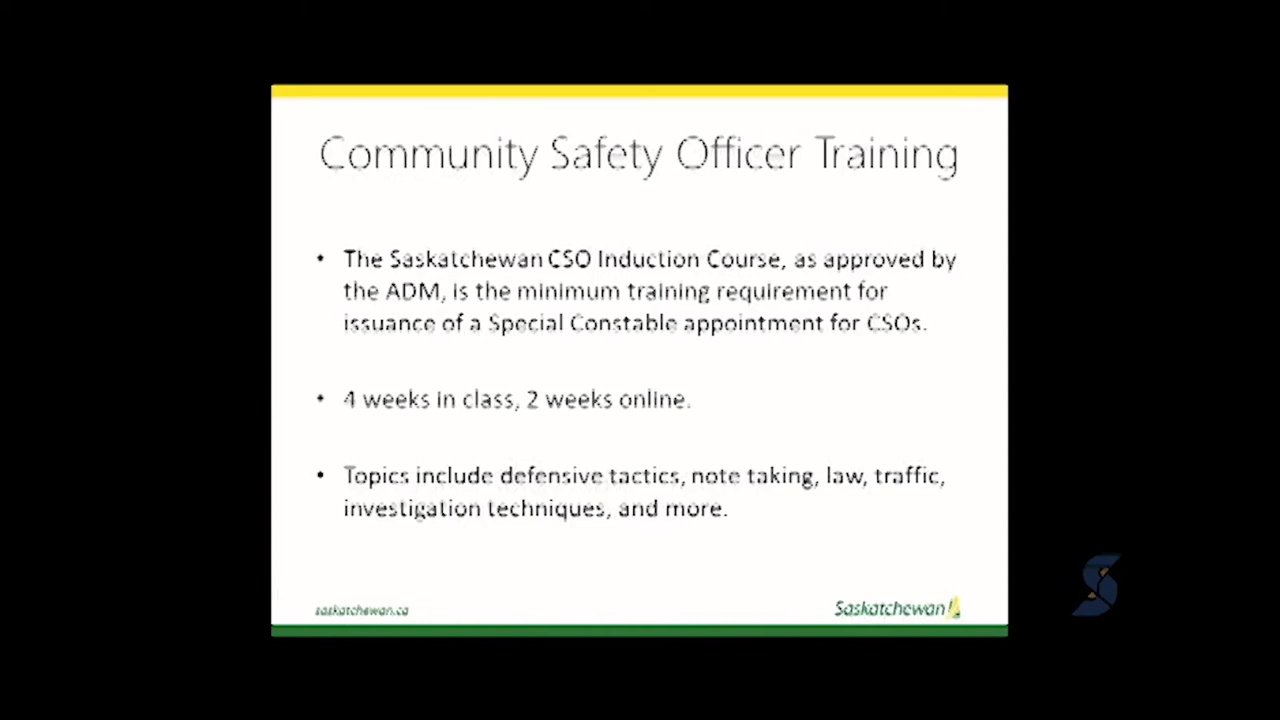 Community Safety Officer Training
• The Saskatchewan CSO Induction Course, as approved by
the ADM, is the minimum training requirement for
issuance of a Special Constable appointment for CSOs.
• 4 weeks in class, 2 weeks online.
• Topics include defensive tactics, note taking, law, traffic,
investigation techniques, and more.
saskatchewan.ca
Saskatchewan
S